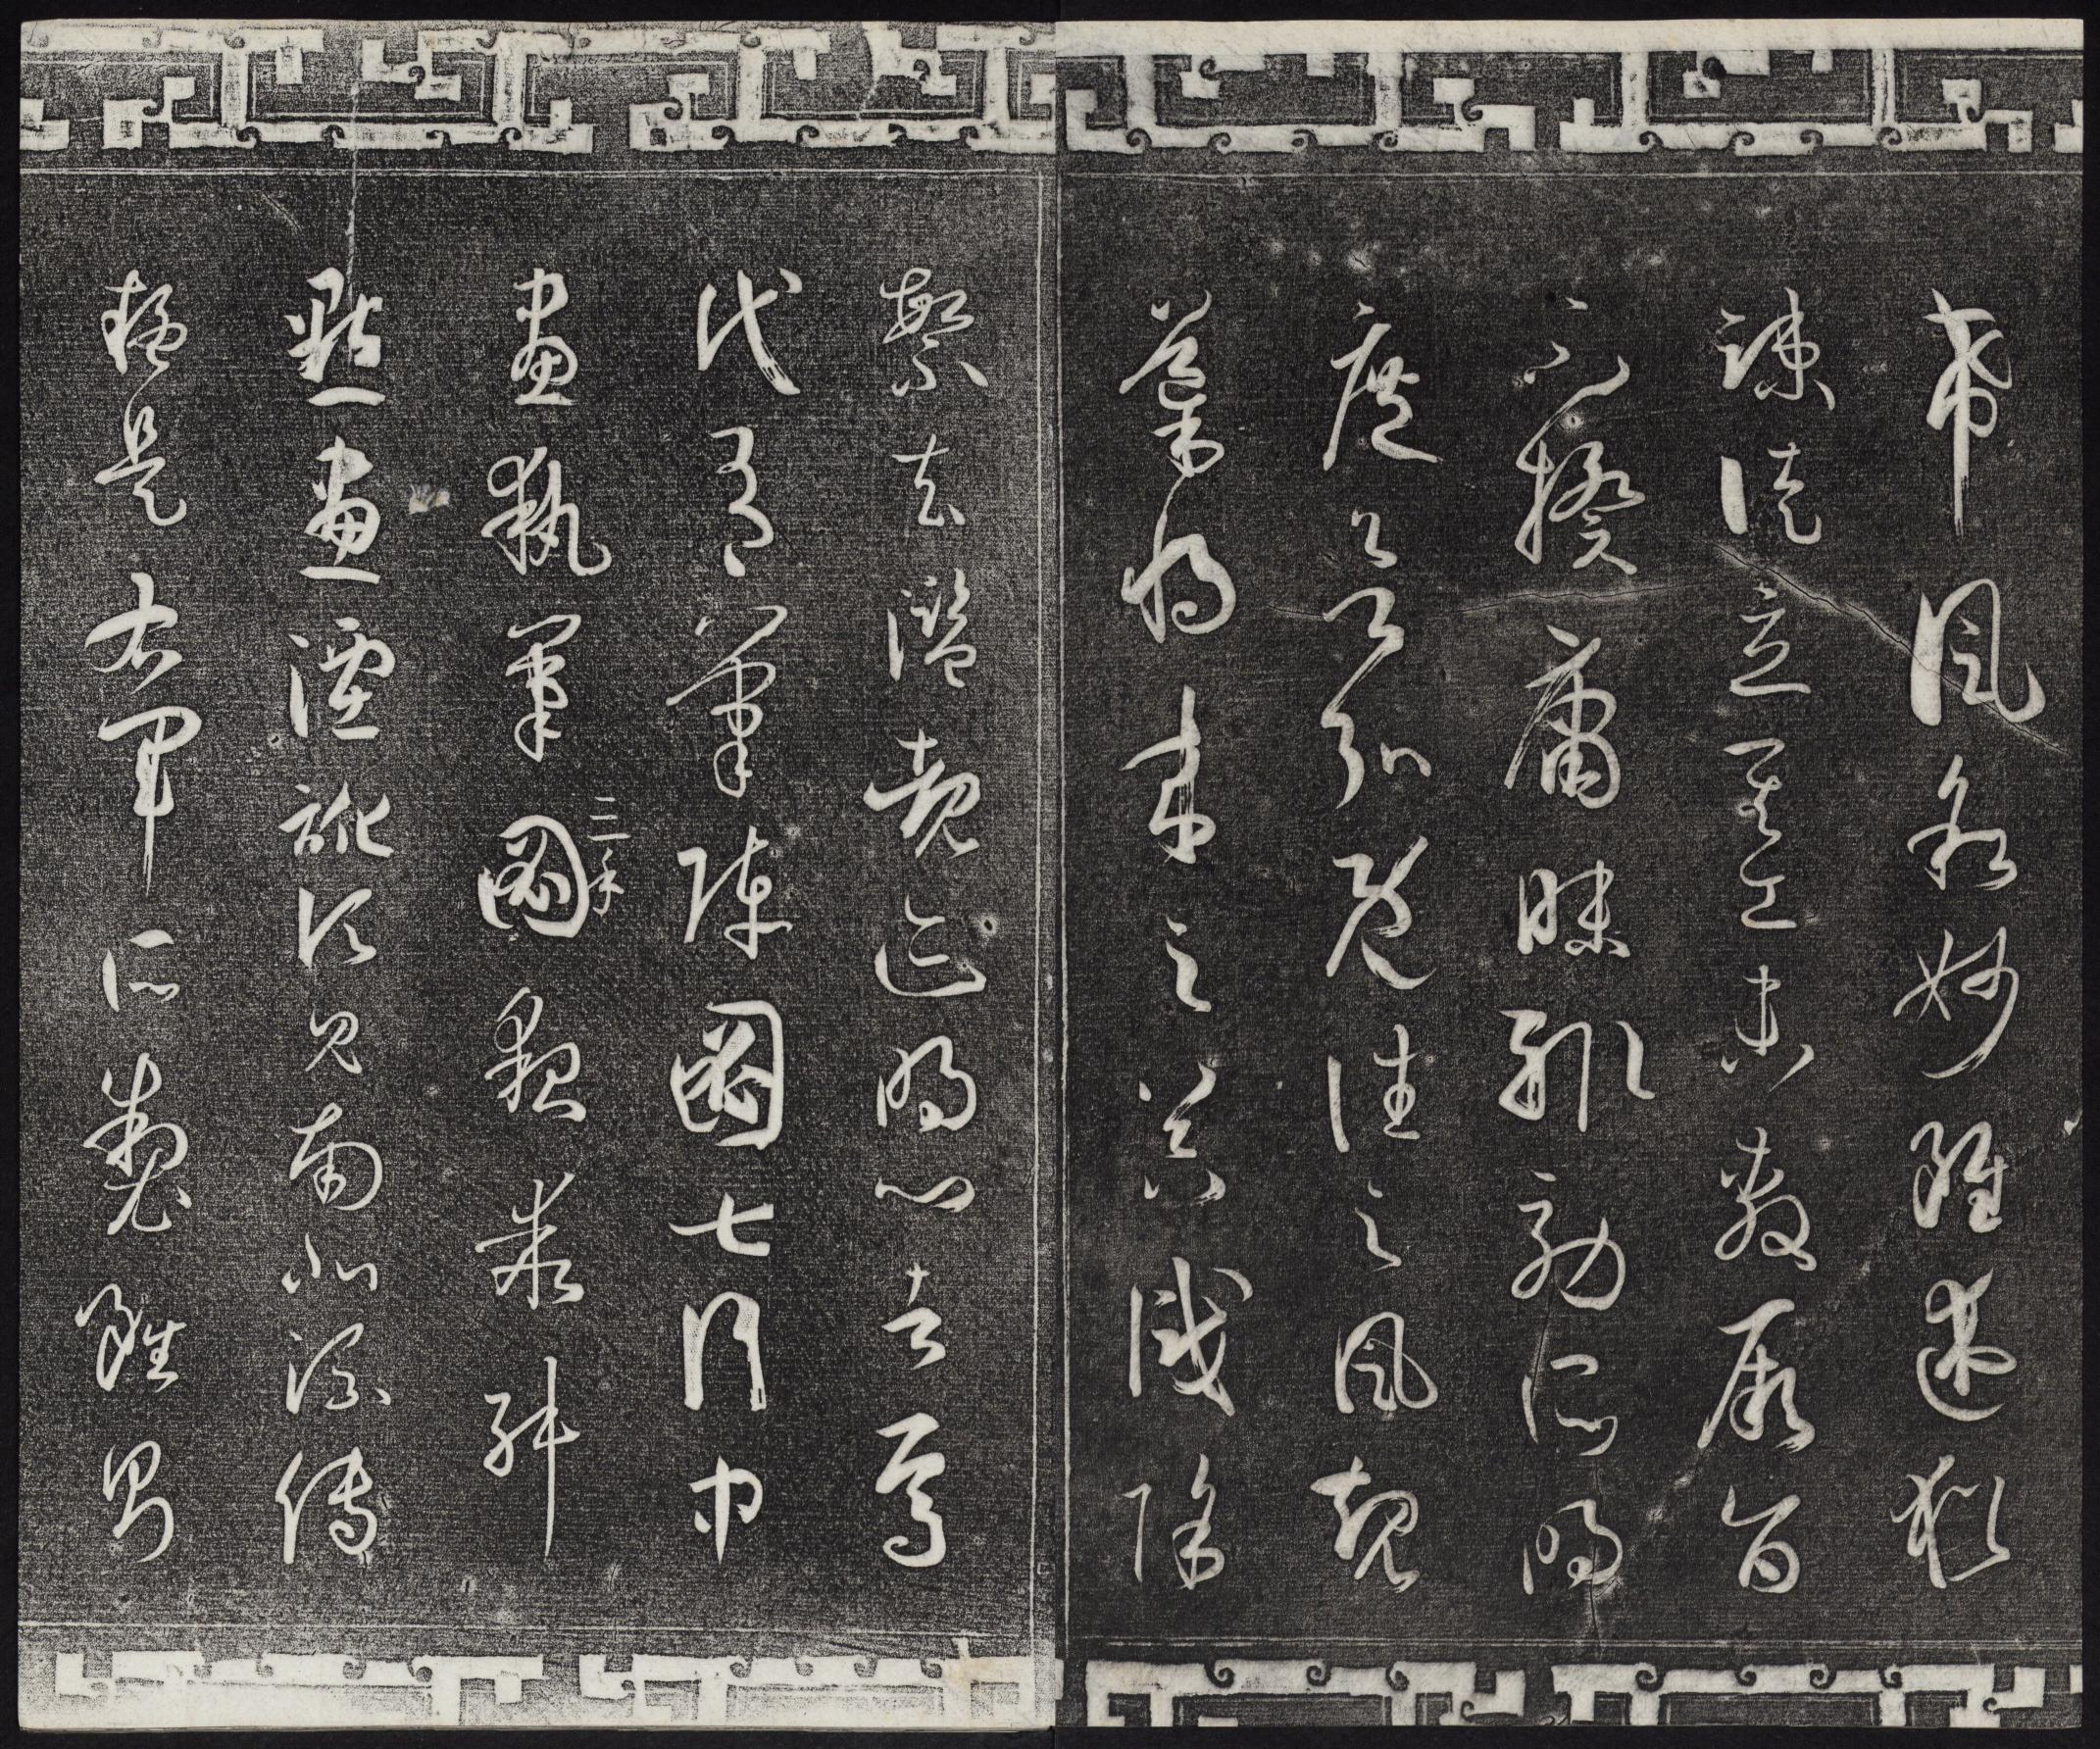 希風敘妙雖述猶
疎徒立其工未敷厥旨
不揆庸昧輒効所明
庶欲弘既往之風規
導將來之器識除
繁去濫覩迹明心者焉
代有筆陣圖七行中
畫執筆三手圖貌乖舛
點畫湮訛頃見南北流傳
疑是右軍所製雖則